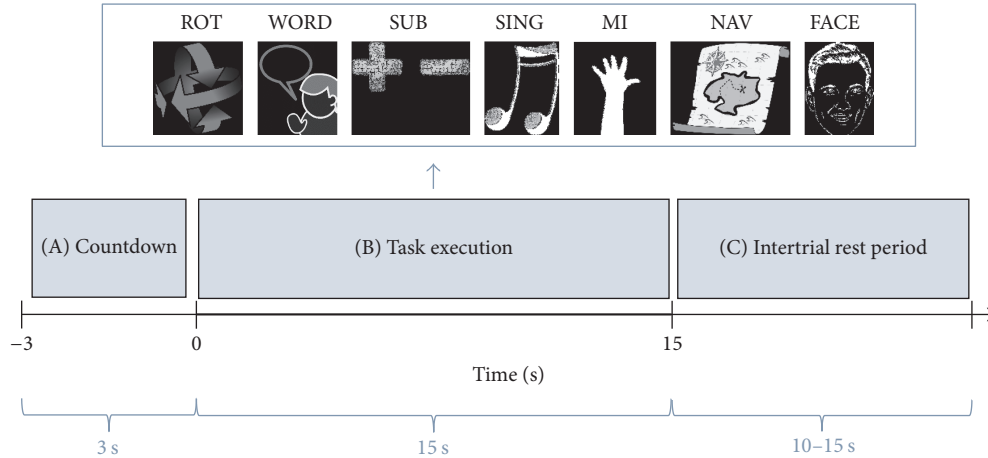 ROT WORD SUB SING MI NAV FACE
(A) Countdown (B) Task execution (C) Intertrial rest period
−3 0 15
Time (s)
3 s 15 s 10–15 s